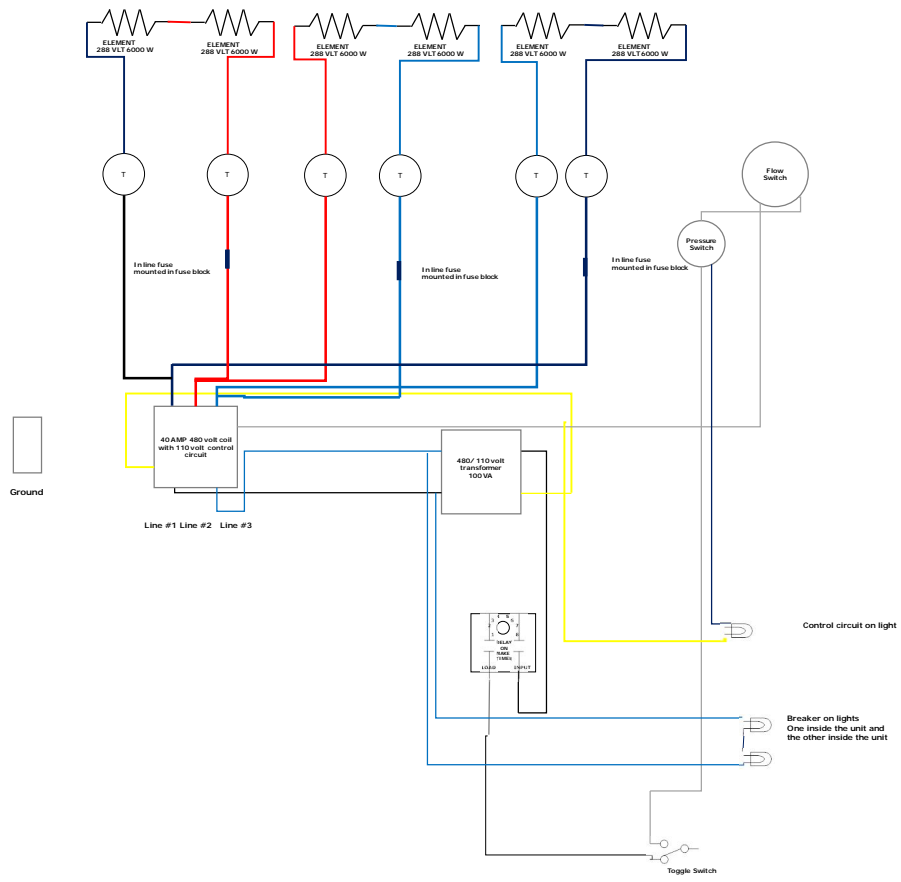 ELEMENT
288 VLT 6000 W
ELEMENT
288 VLT 6000 W
ELEMENT
288 VLT 6000 W
ELEMENT
288 VLT 6000 W
ELEMENT
288 VLT 6000 W
ELEMENT
288 VLT 6000 W
T
T
T
T
T
T
Flow
Switch
Pressure
Switch
In line fuse
mounted in fuse block
In line fuse
mounted in fuse block
In line fuse
mounted in fuse block
40 AMP 480 volt coil
with 110 volt control
circuit
480/ 110 volt
transformer
100 VA
Ground
Line #1 Line #2 Line #3
RELAY
ON
MAKE
TIMER
LOAD INPUT
Control circuit on light
Breaker on lights
One inside the unit and
the other inside the unit
Toggle Switch